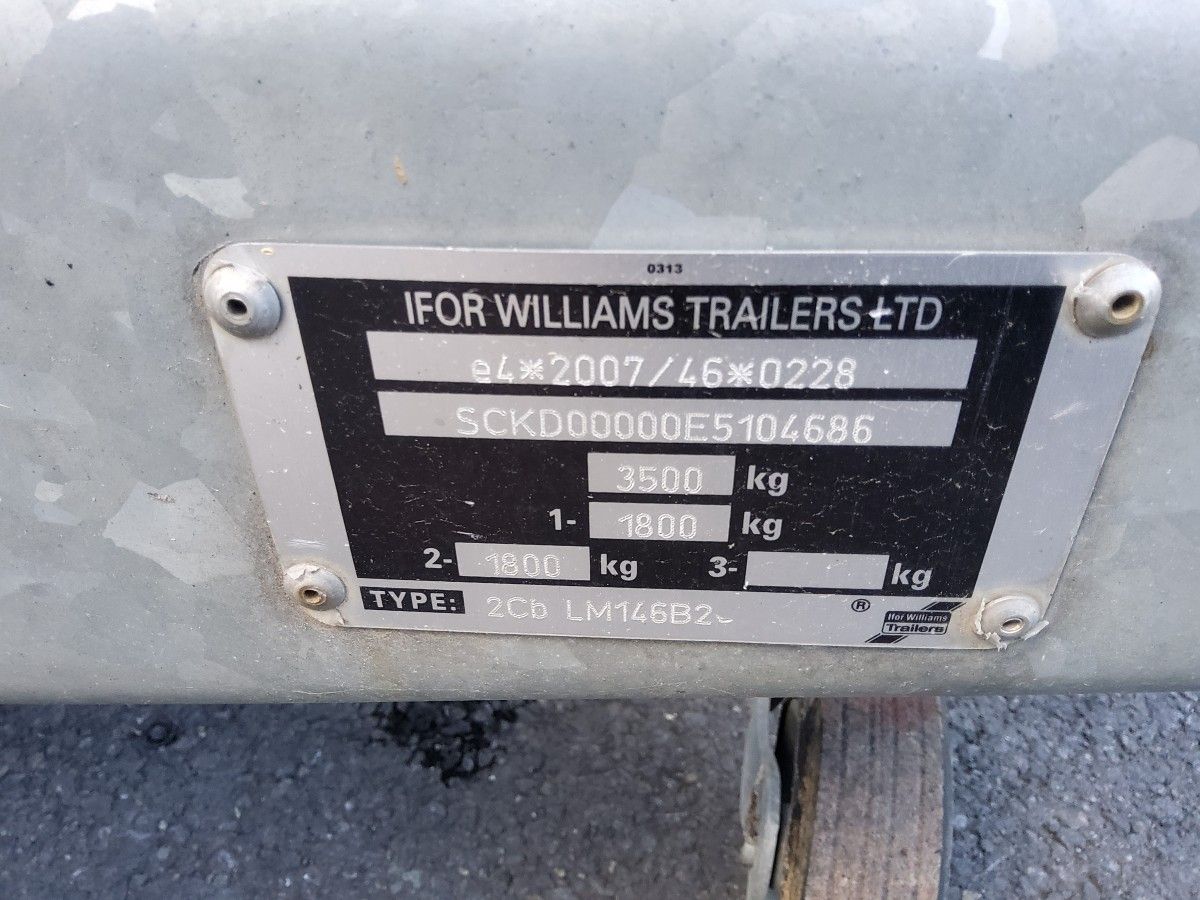 0313
IFOR WILLIAMS TRAILERS LTD
e4*2007/46*0228
SCKD00000E5104686
3500 kg
1- 1800 kg
2- 1800 kg 3- kg
TYPE: 2Cb LM146B2 ®
Ifor Williams
Trailers